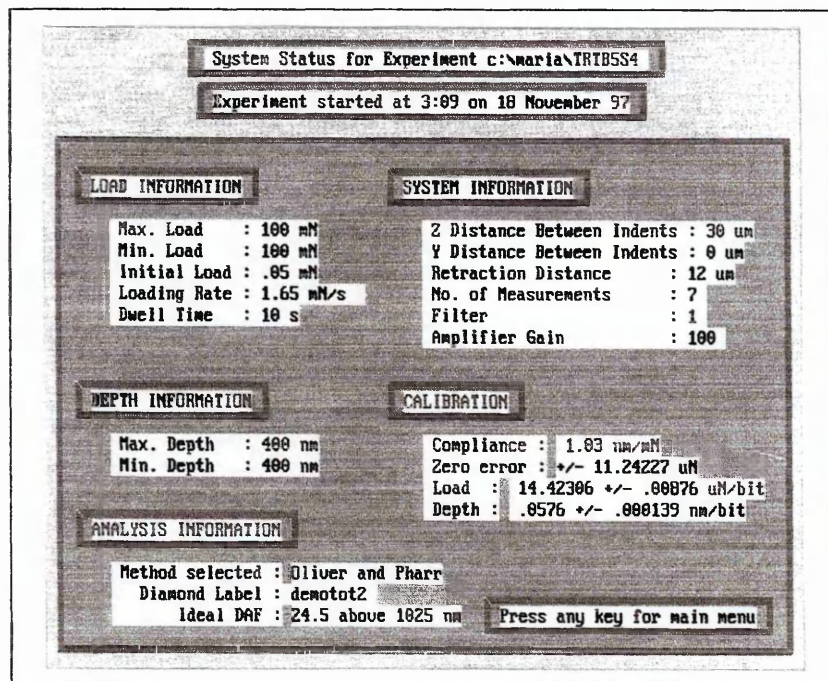 System Status for Experiment c:\maria\TRTB5S4
Experiment started at 3:09 on 18 November 97
LOAD INFORMATION
Max. Load : 100 mN
Min. Load : 100 mN
Initial Load : .05 mN
Loading Rate : 1.65 mN/s
Dwell Time : 10 s
SYSTEM INFORMATION
Z Distance Between Indents : 30 um
Y Distance Between Indents : 0 um
Retraction Distance : 12 um
No. of Measurements : 7
Filter : 1
Amplifier Gain : 100
DEPTH INFORMATION
Max. Depth : 400 nm
Min. Depth : 400 nm
CALIBRATION
Compliance : 1.03 nm/mN
Zero error : +/- 11.24227 uN
Load : 14.42306 +/- .00876 uN/bit
Depth : .0576 +/- .000139 nm/bit
ANALYSIS INFORMATION
Method selected : Oliver and Pharr
Diamond Label : demotot2
Ideal DAF : 24.5 above 1025 nm
Press any key for main menu